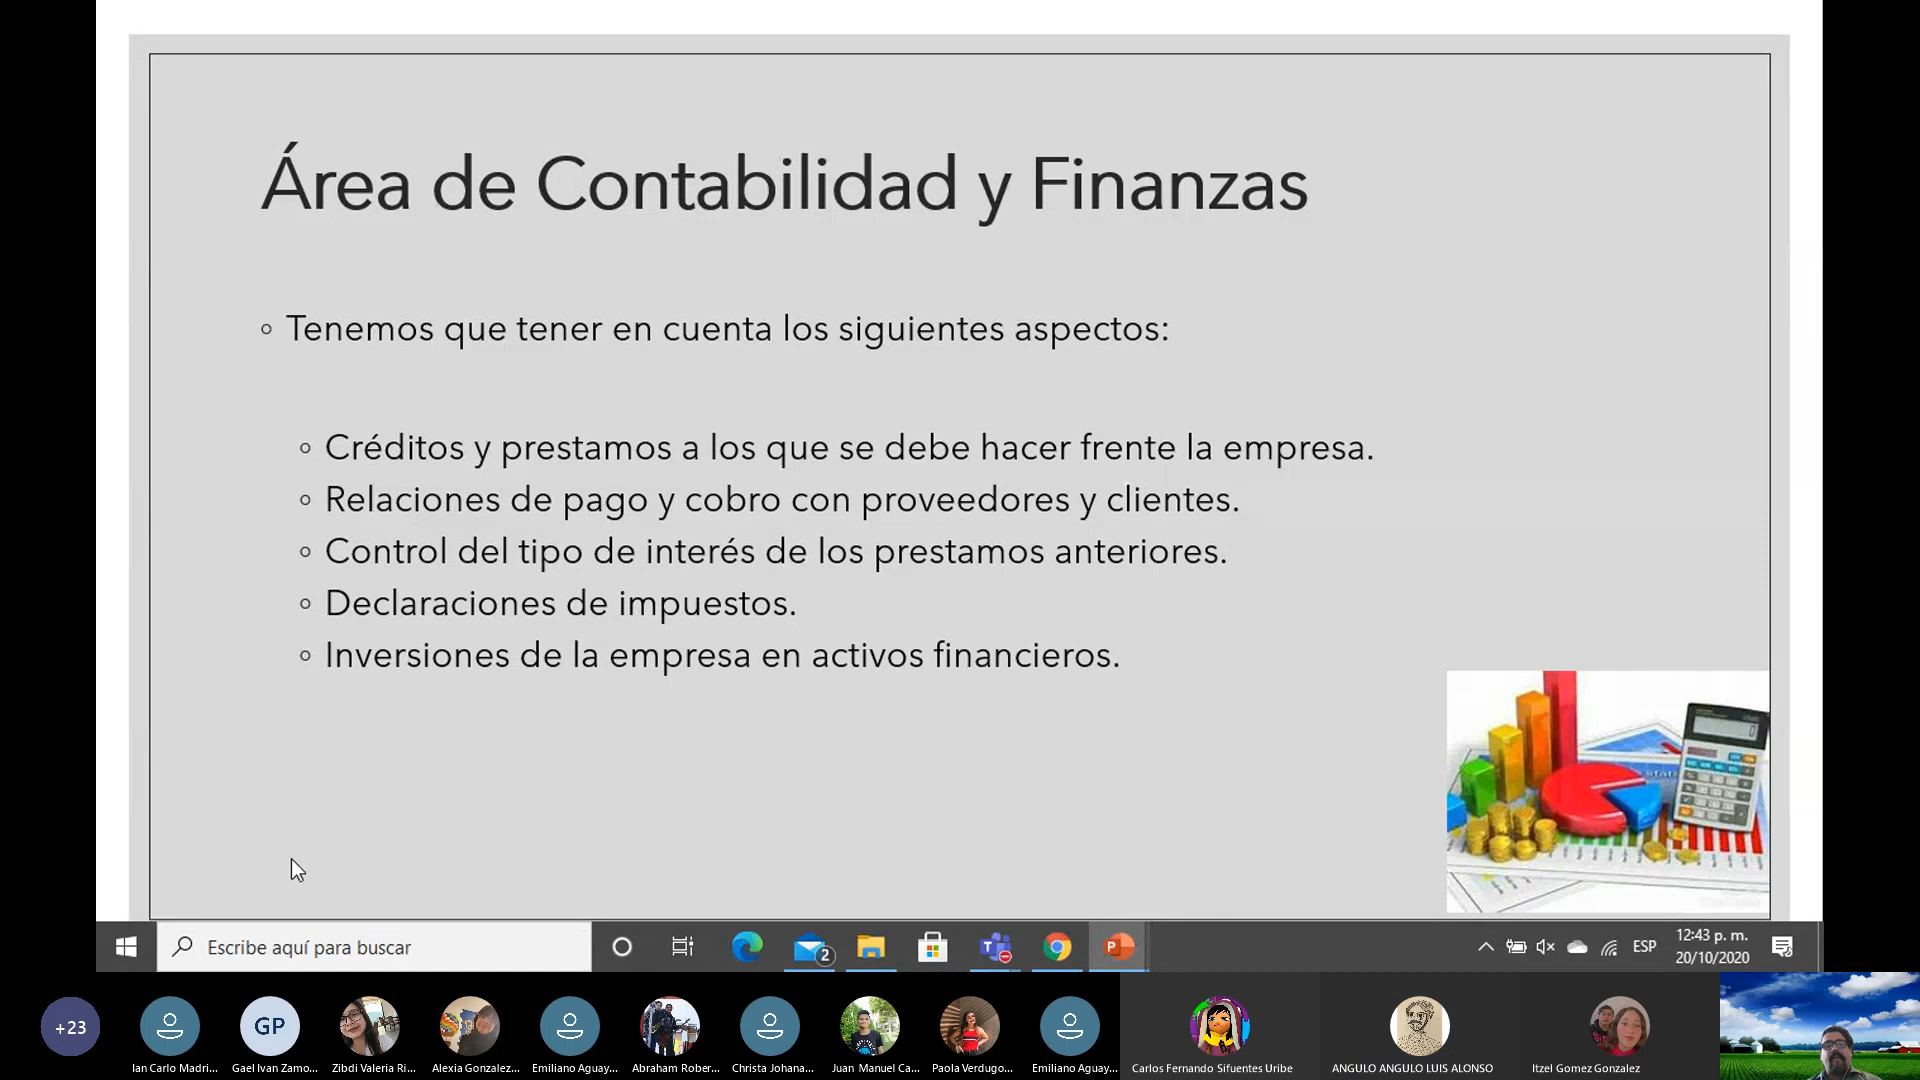 Área de Contabilidad y Finanzas
Tenemos que tener en cuenta los siguientes aspectos:
Créditos y prestamos a los que se debe hacer frente la empresa.
Relaciones de pago y cobro con proveedores y clientes.
Control del tipo de interés de los prestamos anteriores.
Declaraciones de impuestos.
Inversiones de la empresa en activos financieros.
Escribe aquí para buscar
2
ESP
12:43 p. m.
20/10/2020
+23
GP
Ian Carlo Madri...
Gael Ivan Zamo...
Zibdi Valeria Ri...
Alexia Gonzalez...
Emiliano Aguay...
Abraham Rober...
Christa Johana...
Juan Manuel Ca...
Paola Verdugo...
Emiliano Aguay...
Carlos Fernando Sifuentes Uribe
ANGULO ANGULO LUIS ALONSO
Itzel Gomez Gonzalez